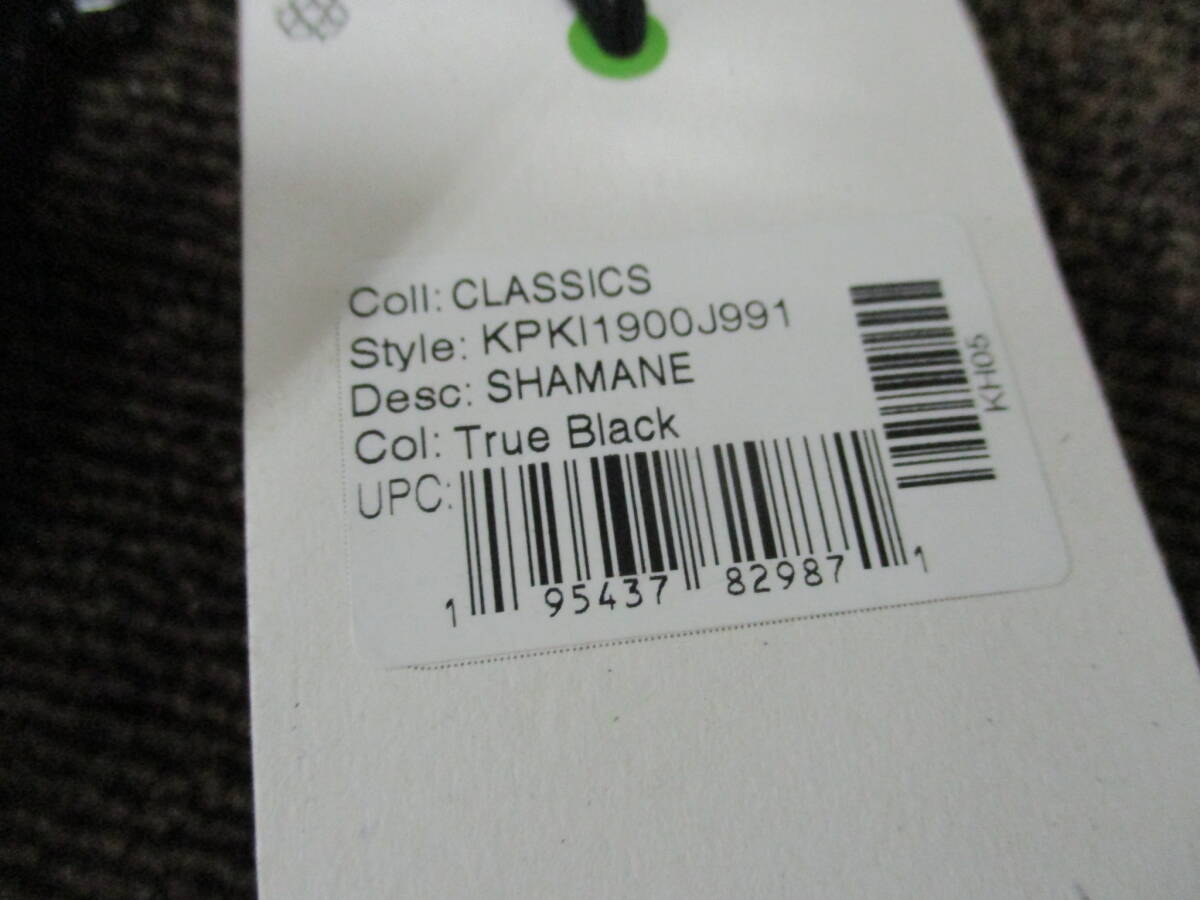 Coll: CLASSICS
Style: KPKI1900J991
Desc: SHAMANE
Col: True Black
UPC:
1 95437 82987 1
KH05